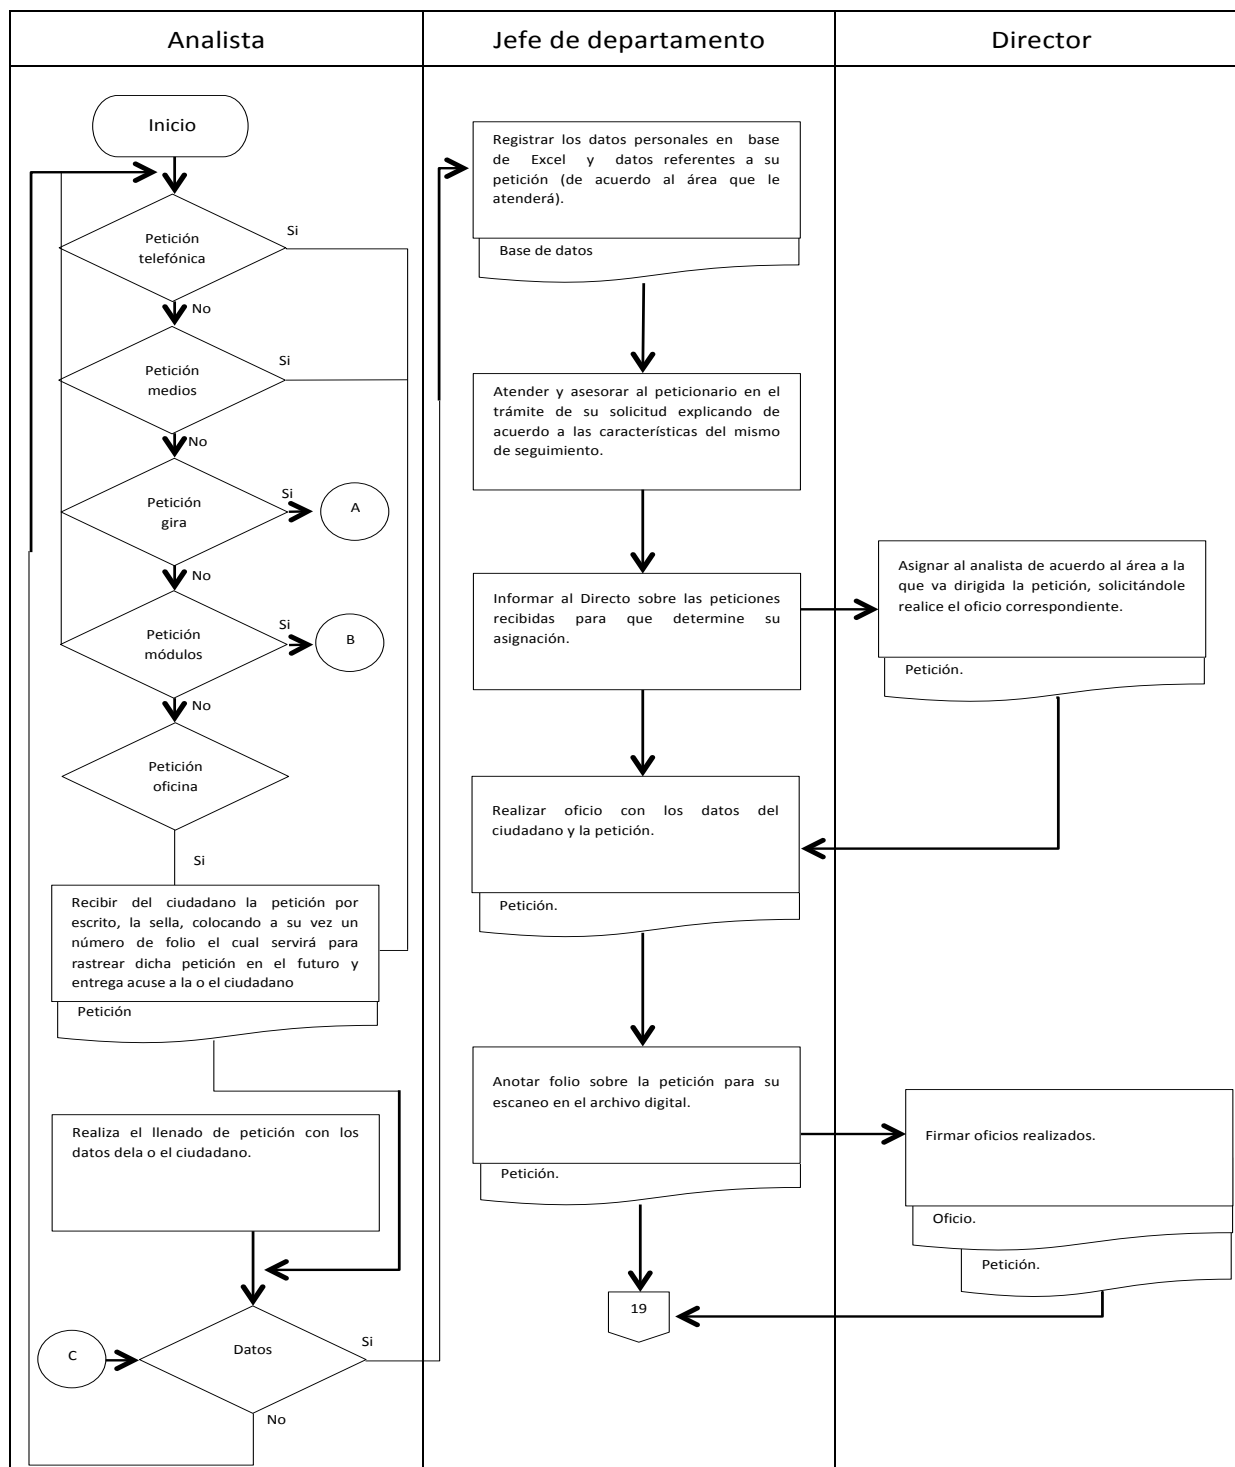 Analista
Jefe de departamento
Director
Inicio
Petición
telefónica
Si
No
Petición
medios
Si
No
Petición
gira
Si
A
No
Petición
módulos
Si
B
No
Petición
oficina
Si
Recibir del ciudadano la petición por
escrito, la sella, colocando a su vez un
número de folio el cual servirá para
rastrear dicha petición en el futuro y
entrega acuse a la o el ciudadano
Petición
Realiza el llenado de petición con los
datos dela o el ciudadano.
C
Datos
Si
No
Registrar los datos personales en base
de Excel y datos referentes a su
petición (de acuerdo al área que le
atenderá).
Base de datos
Atender y asesorar al peticionario en el
trámite de su solicitud explicando de
acuerdo a las características del mismo
de seguimiento.
Informar al Directo sobre las peticiones
recibidas para que determine su
asignación.
Realizar oficio con los datos del
ciudadano y la petición.
Petición.
Anotar folio sobre la petición para su
escaneo en el archivo digital.
Petición.
19
Asignar al analista de acuerdo al área a la
que va dirigida la petición, solicitándole
realice el oficio correspondiente.
Petición.
Firmar oficios realizados.
Oficio.
Petición.